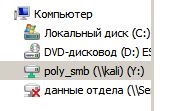 Компьютер
Локальный диск (C:)
DVD-дисковод (D:) ES
poly_smb (\\kali) (Y:)
данные отдела (\\Se